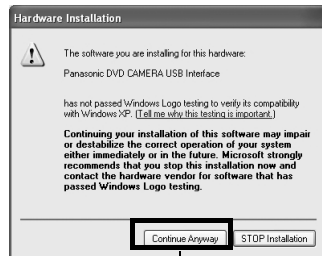 Hardware Installation
The software you are installing for this hardware:
Panasonic DVD CAMERA USB Interface
has not passed Windows Logo testing to verify its compatibility
with Windows XP. (Tell me why this testing is important.)
Continuing your installation of this software may impair
or destabilize the correct operation of your system
either immediately or in the future. Microsoft strongly
recommends that you stop this installation now and
contact the hardware vendor for software that has
passed Windows Logo testing.
Continue Anyway STOP Installation